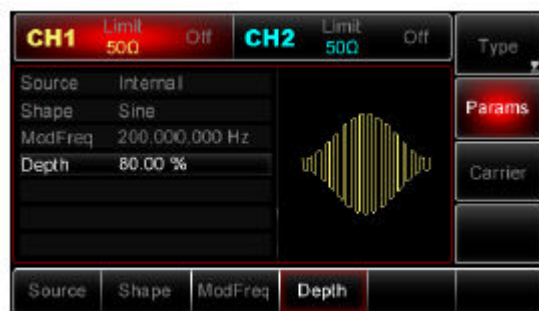 CH1 Limit 50Ω Off CH2 Limit 50Ω Off Type
Source Internal
Shape Sine
ModFreq 200.000,000 Hz
Depth 80.00 %
Params
Carrier
Source Shape ModFreq Depth